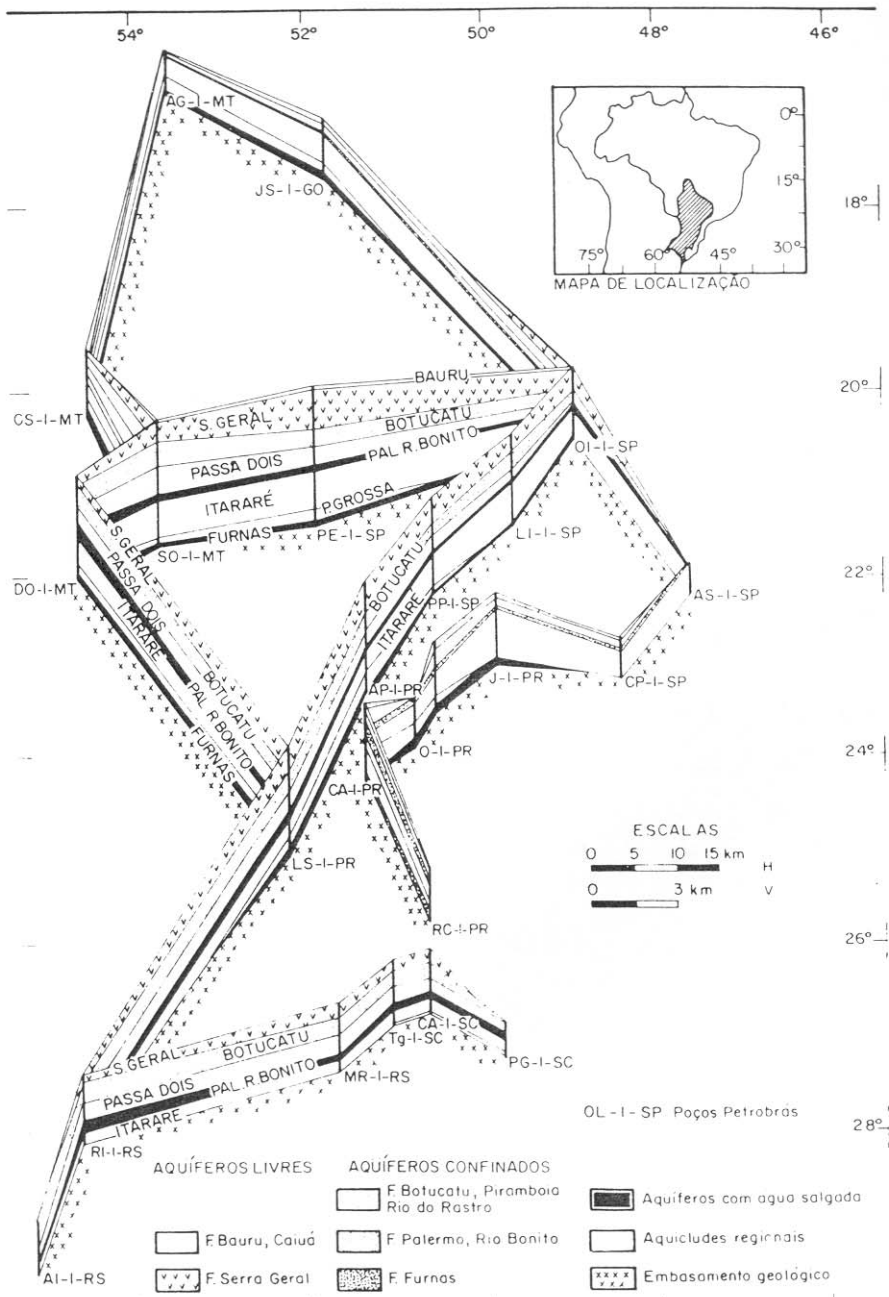 54° 52° 50° 48° 46°
AG-I-MT
JS-I-GO
0°
15°
30°
75° 60° 45°
MAPA DE LOCALIZAÇÃO
18°
20°
BAURU
S. GERAL
BOTUCATU
PASSA DOIS
PAL R. BONITO
ITARARÉ
P.GROSSA
FURNAS
CS-I-MT
SO-I-MT
PE-I-SP
OI-I-SP
LI-I-SP
DO-I-MT
S. GERAL
PASSA DOIS
ITARARÉ
BOTUCATU
PAL R. BONITO
FURNAS
BOTUCATU
ITARARÉ
PP-I-SP
22°
AS-I-SP
CP-I-SP
J-I-PR
AP-I-PR
O-I-PR
CA-I-PR
24°
LS-I-PR
RC-I-PR
ESCALAS
0 5 10 15 km
H
0 3 km
V
26°
S. GERAL
BOTUCATU
PASSA DOIS
PAL. R. BONITO
ITARARÉ
RI-I-RS
MR-I-RS
Tg-I-SC
CA-I-SC
PG-I-SC
AI-I-RS
OL-I-SP Poços Petrobrás
28°
AQUÍFEROS LIVRES
F. Bauru, Caiuá
F. Serra Geral
AQUÍFEROS CONFINADOS
F. Botucatu, Piramboia
Rio do Rastro
F Palermo, Rio Bonito
F. Furnas
Aquíferos com agua salgada
Aquicludes regionais
Embasamento geológico